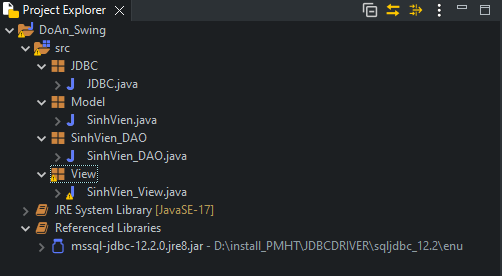 Project Explorer
DoAn_Swing
src
JDBC
JDBC.java
Model
SinhVien.java
SinhVien_DAO
SinhVien_DAO.java
View
SinhVien_View.java
JRE System Library [JavaSE-17]
Referenced Libraries
mssql-jdbc-12.2.0.jre8.jar - D:\install_PMHT\JDBCDRIVER\sqljdbc_12.2\enu